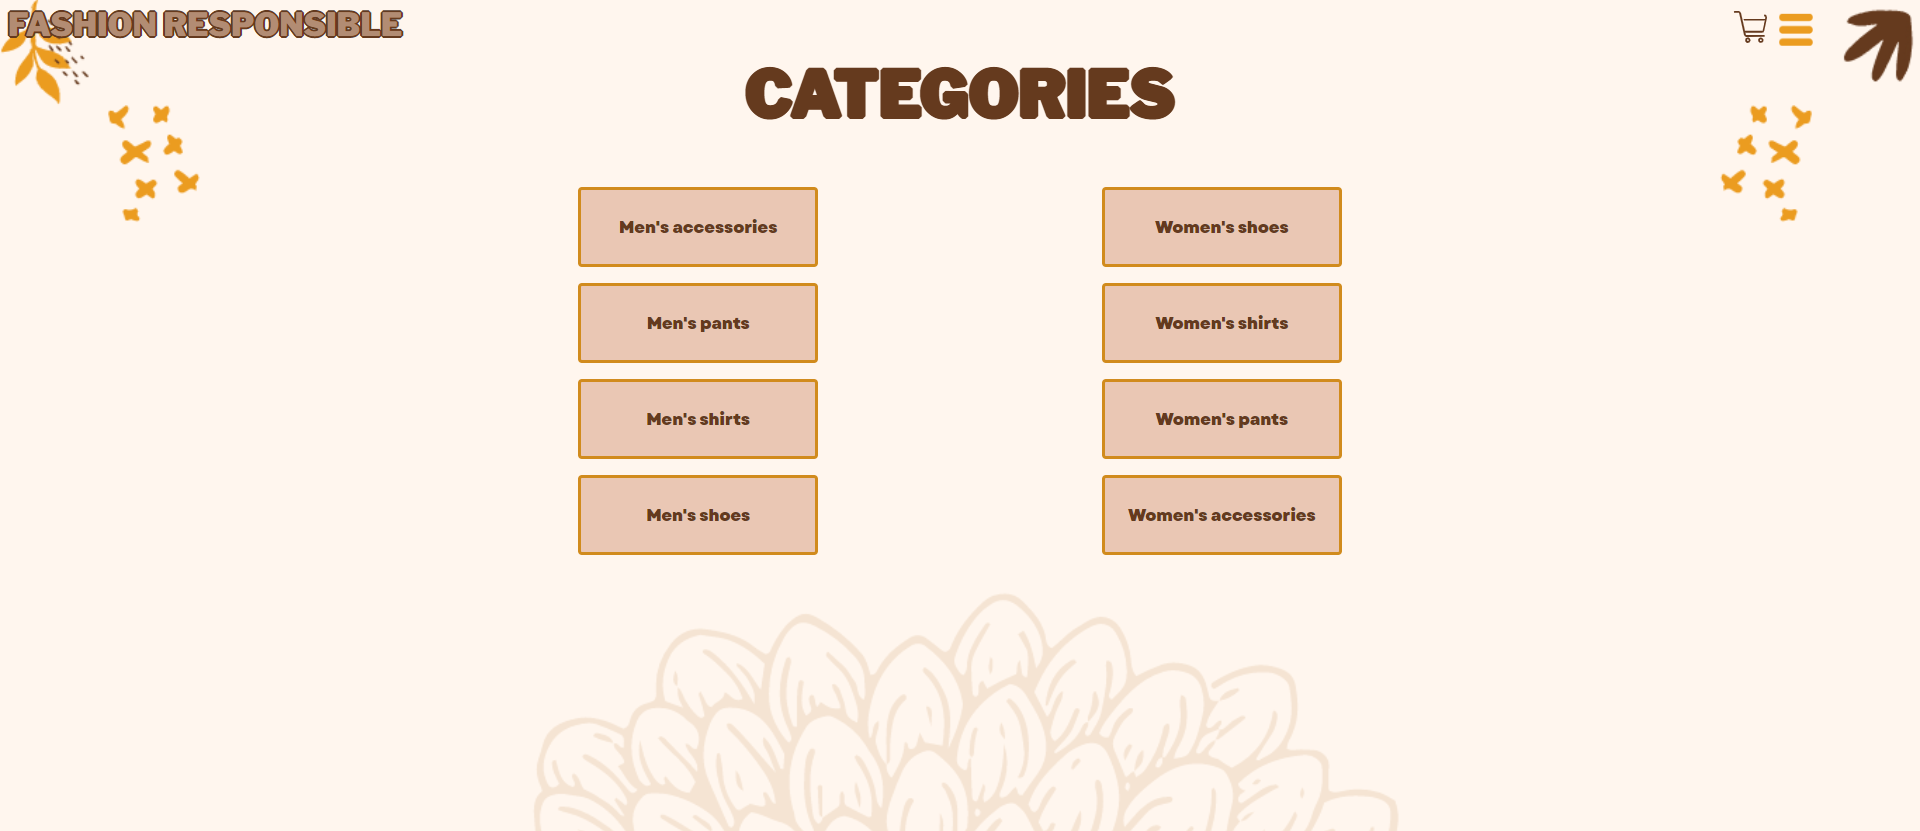 FASHION RESPONSIBLE
CATEGORIES
Men's accessories
Women's shoes
Men's pants
Women's shirts
Men's shirts
Women's pants
Men's shoes
Women's accessories